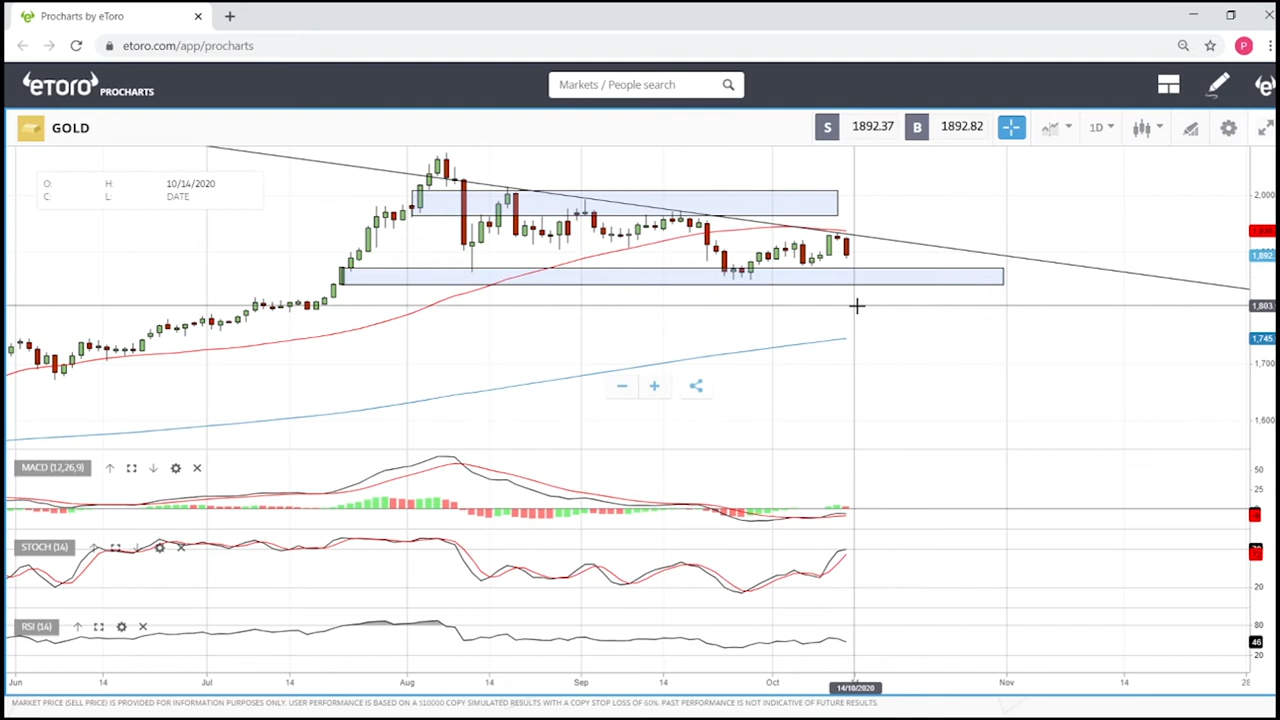 Procharts by eToro
etoro.com/app/procharts
P
eTORO PROCHARTS
Markets / People search
GOLD
S 1892.37 B 1892.82
1D
O: H: 10/14/2020
C: L: DATE
2,000
1,892
1,803
1,745
1,700
1,600
MACD (12,26,9)
50
25
STOCH (14)
20
RSI (14)
80
46
20
Jun 14 Jul 14 Aug 14 Sep 14 Oct Nov 14
14/10/2020
MARKET PRICE (SELL PRICE) IS PROVIDED FOR INFORMATION PURPOSES ONLY. USER PERFORMANCE IS BASED ON A $10000 COPY SIMULATED RESULTS WITH A COPY STOP LOSS OF 60%. PAST PERFORMANCE IS NOT INDICATIVE OF FUTURE RESULTS.